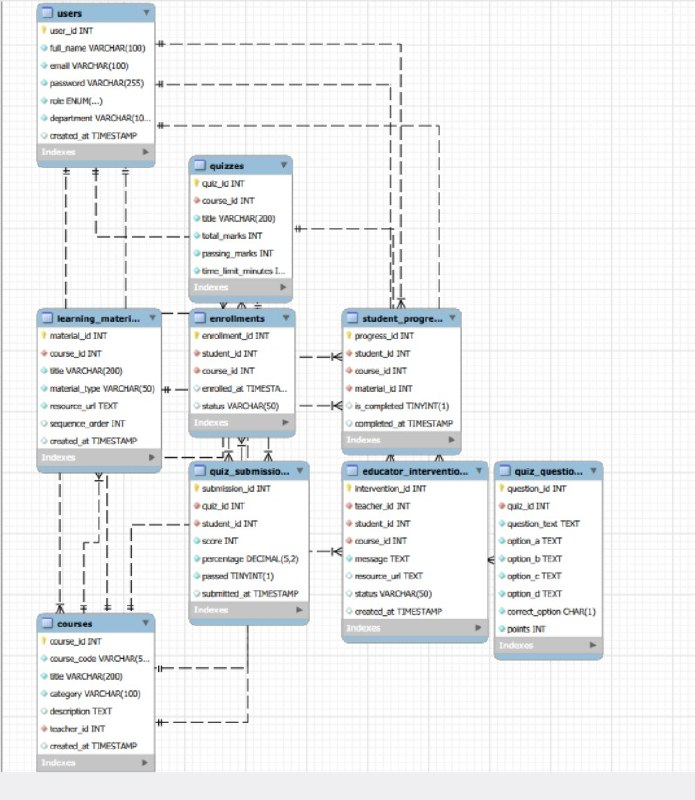 users
user_id INT
full_name VARCHAR(100)
email VARCHAR(100)
password VARCHAR(255)
role ENUM(...)
department VARCHAR(10...
created_at TIMESTAMP
Indexes
quizzes
quiz_id INT
course_id INT
title VARCHAR(200)
total_marks INT
passing_marks INT
time_limit_minutes I...
Indexes
learning_materi...
material_id INT
course_id INT
title VARCHAR(200)
material_type VARCHAR(50)
resource_url TEXT
sequence_order INT
created_at TIMESTAMP
Indexes
enrollments
enrollment_id INT
student_id INT
course_id INT
enrolled_at TIMESTA...
status VARCHAR(50)
Indexes
student_progre...
progress_id INT
student_id INT
course_id INT
material_id INT
is_completed TINYINT(1)
completed_at TIMESTAMP
Indexes
quiz_submissio...
submission_id INT
quiz_id INT
student_id INT
score INT
percentage DECIMAL(5,2)
passed TINYINT(1)
submitted_at TIMESTAMP
Indexes
educator_interventio...
intervention_id INT
teacher_id INT
student_id INT
course_id INT
message TEXT
resource_url TEXT
status VARCHAR(50)
created_at TIMESTAMP
Indexes
quiz_questio...
question_id INT
quiz_id INT
question_text TEXT
option_a TEXT
option_b TEXT
option_c TEXT
option_d TEXT
correct_option CHAR(1)
points INT
Indexes
courses
course_id INT
course_code VARCHAR(5...
title VARCHAR(200)
category VARCHAR(100)
description TEXT
teacher_id INT
created_at TIMESTAMP
Indexes